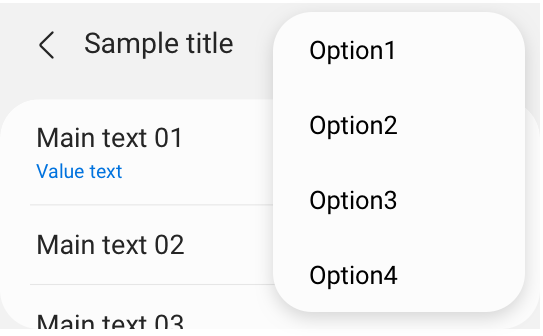 Sample title
Main text 01
Value text
Main text 02
Main text 03
Option1
Option2
Option3
Option4